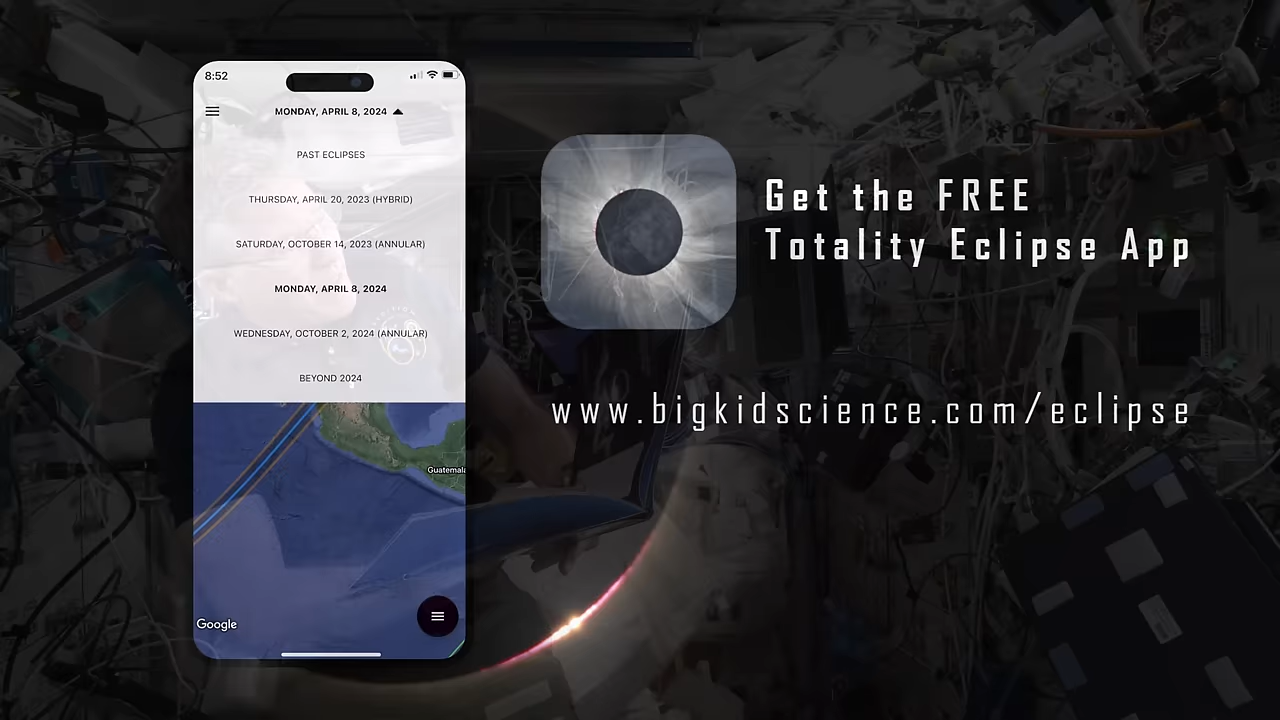 8:52
MONDAY, APRIL 8, 2024
PAST ECLIPSES
THURSDAY, APRIL 20, 2023 (HYBRID)
SATURDAY, OCTOBER 14, 2023 (ANNULAR)
MONDAY, APRIL 8, 2024
WEDNESDAY, OCTOBER 2, 2024 (ANNULAR)
BEYOND 2024
Guatemala
Google
Get the FREE
Totality Eclipse App
www.bigkidscience.com/eclipse